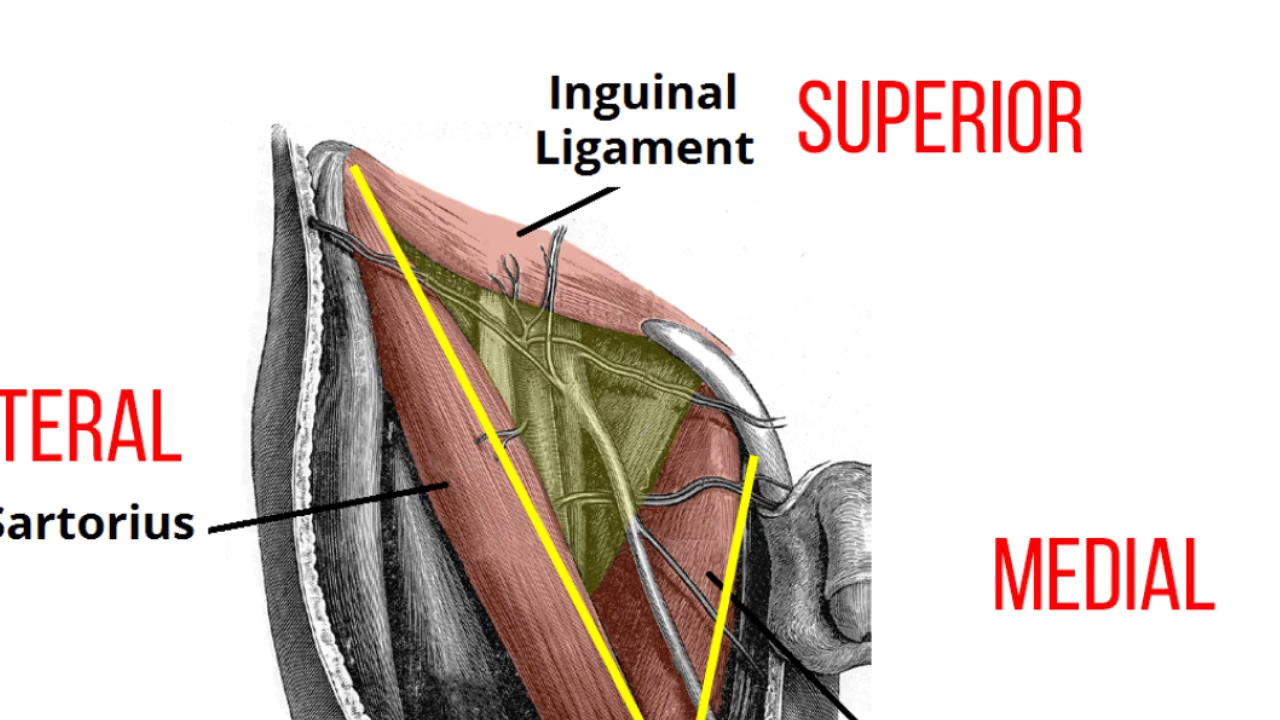 Inguinal
Ligament
SUPERIOR
TERAL
Sartorius
MEDIAL